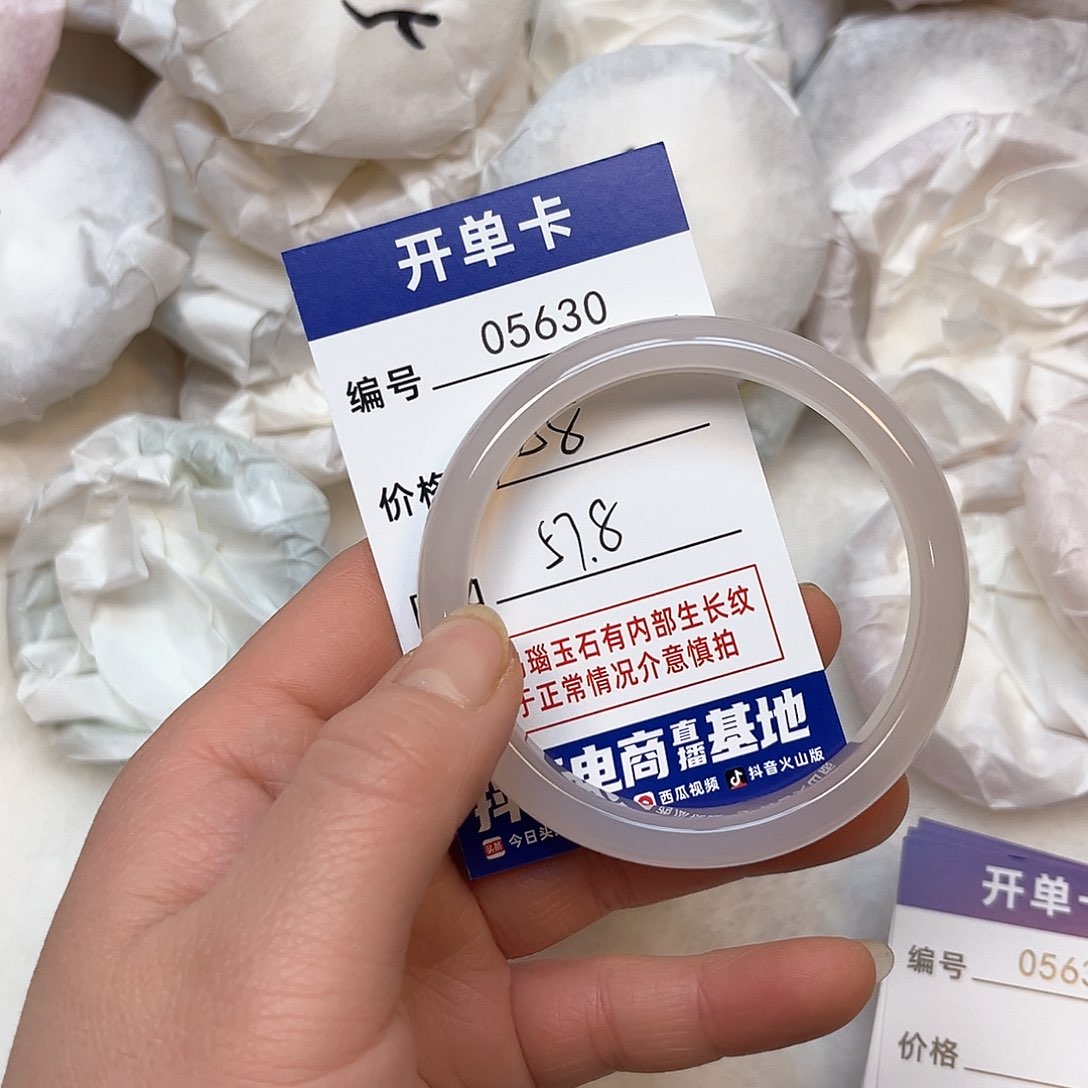 开单卡
编号 05630
价格 08
57.8
瑙玉石有内部生长纹
于正常情况介意慎拍
电商直播基地
今日头 西瓜视频 抖音火山版
开单
编号 056
价格